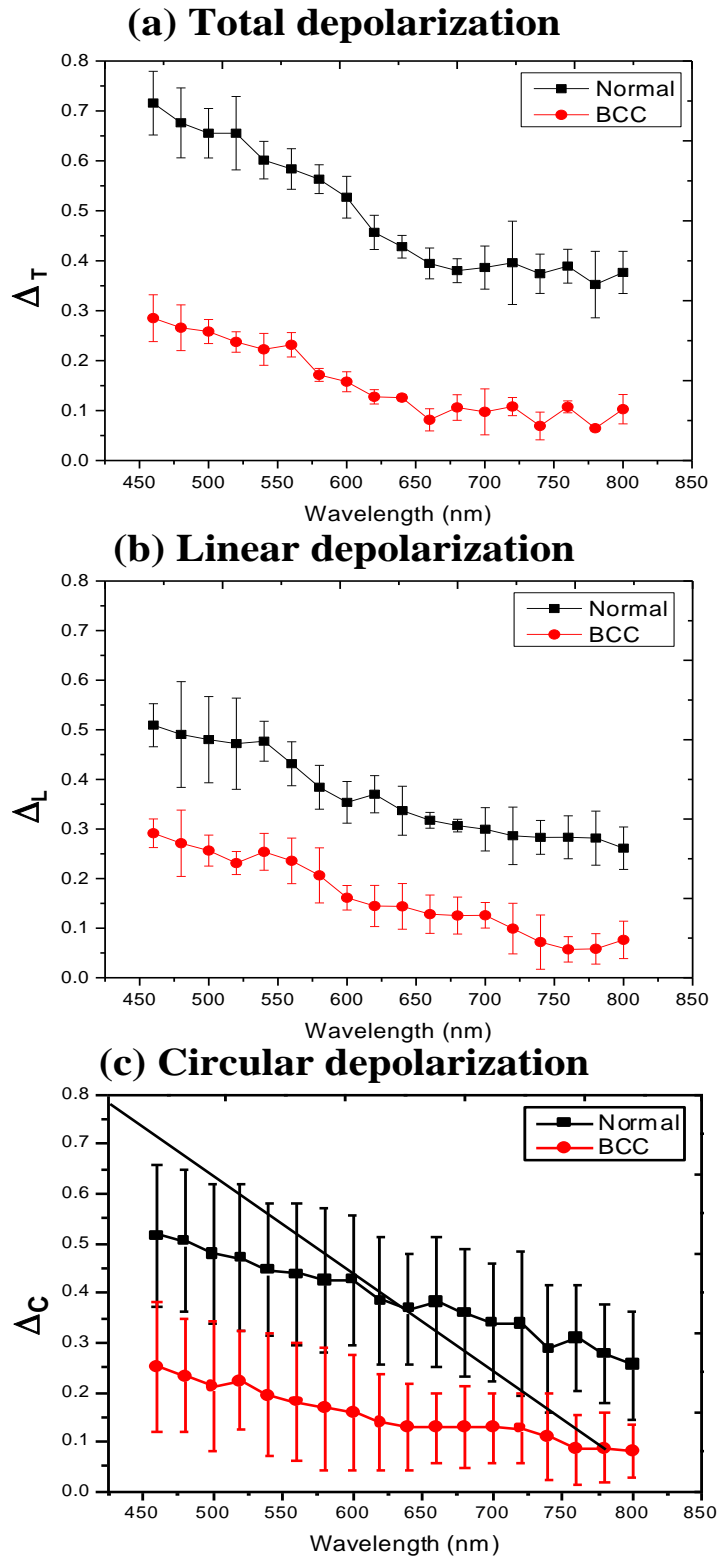 (a) Total depolarization
0.8
0.7
0.6
0.5
0.4
0.3
0.2
0.1
0.0
Δ_T
Normal
BCC
450 500 550 600 650 700 750 800 850
Wavelength (nm)
(b) Linear depolarization
0.8
0.7
0.6
0.5
0.4
0.3
0.2
0.1
0.0
Δ_L
Normal
BCC
450 500 550 600 650 700 750 800 850
Wavelength (nm)
(c) Circular depolarization
0.8
0.7
0.6
0.5
0.4
0.3
0.2
0.1
0.0
Δ_C
Normal
BCC
450 500 550 600 650 700 750 800 850
Wavelength (nm)